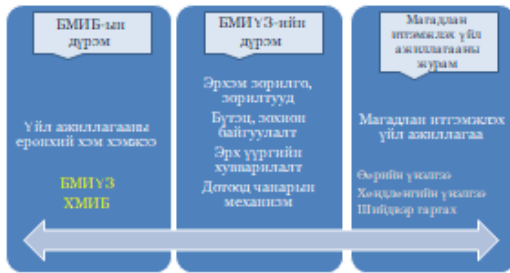 БМИБ-ын
дүрэм
Үйл ажиллагааны
ерөнхий хэм хэмжээ
БМИҮЗ
ХМИБ
БМИҮЗ-ийн
дүрэм
Эрхэм зорилго,
зорилтууд
Бүтэц, зохион
байгуулалт
Эрх үүргийн
хуваарилалт
Дотоод чанарын
механизм
Магадлан
итгэмжлэх үйл
ажиллагааны
журам
Магадлан итгэмжлэх
үйл ажиллагаа
Өөрийн үнэлгээ
Хөндлөнгийн үнэлгээ
Шийдвэр гаргах